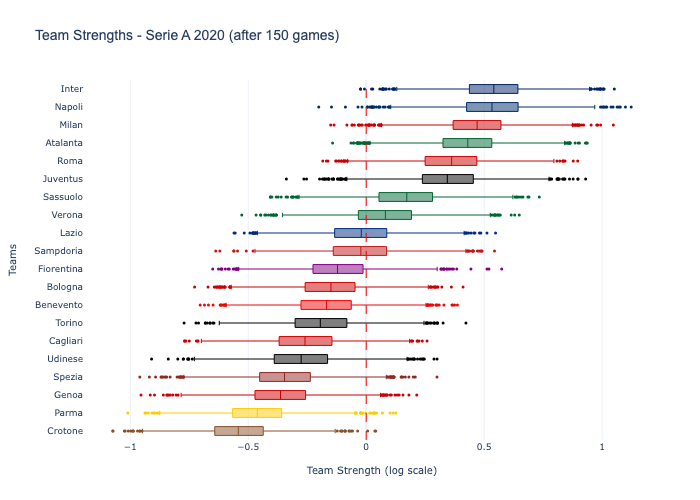 Team Strengths - Serie A 2020 (after 150 games)
Inter
Napoli
Milan
Atalanta
Roma
Juventus
Sassuolo
Verona
Lazio
Sampdoria
Fiorentina
Bologna
Benevento
Torino
Cagliari
Udinese
Spezia
Genoa
Parma
Crotone
Teams
−1
−0.5
0
0.5
1
Team Strength (log scale)